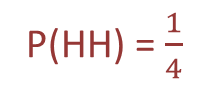 P(HH) = 1/4